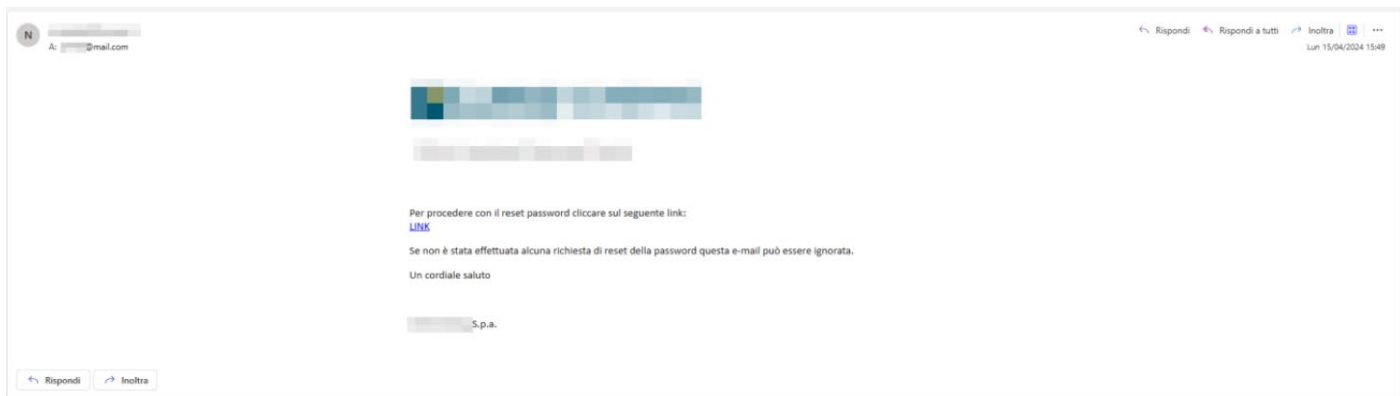 N
Rispondi Rispondi a tutti Inoltra
A: @mail.com
Lun 15/04/2024 15:49
Per procedere con il reset password cliccare sul seguente link:
LINK
Se non è stata effettuata alcuna richiesta di reset della password questa e-mail può essere ignorata.
Un cordiale saluto
S.p.a.
Rispondi Inoltra